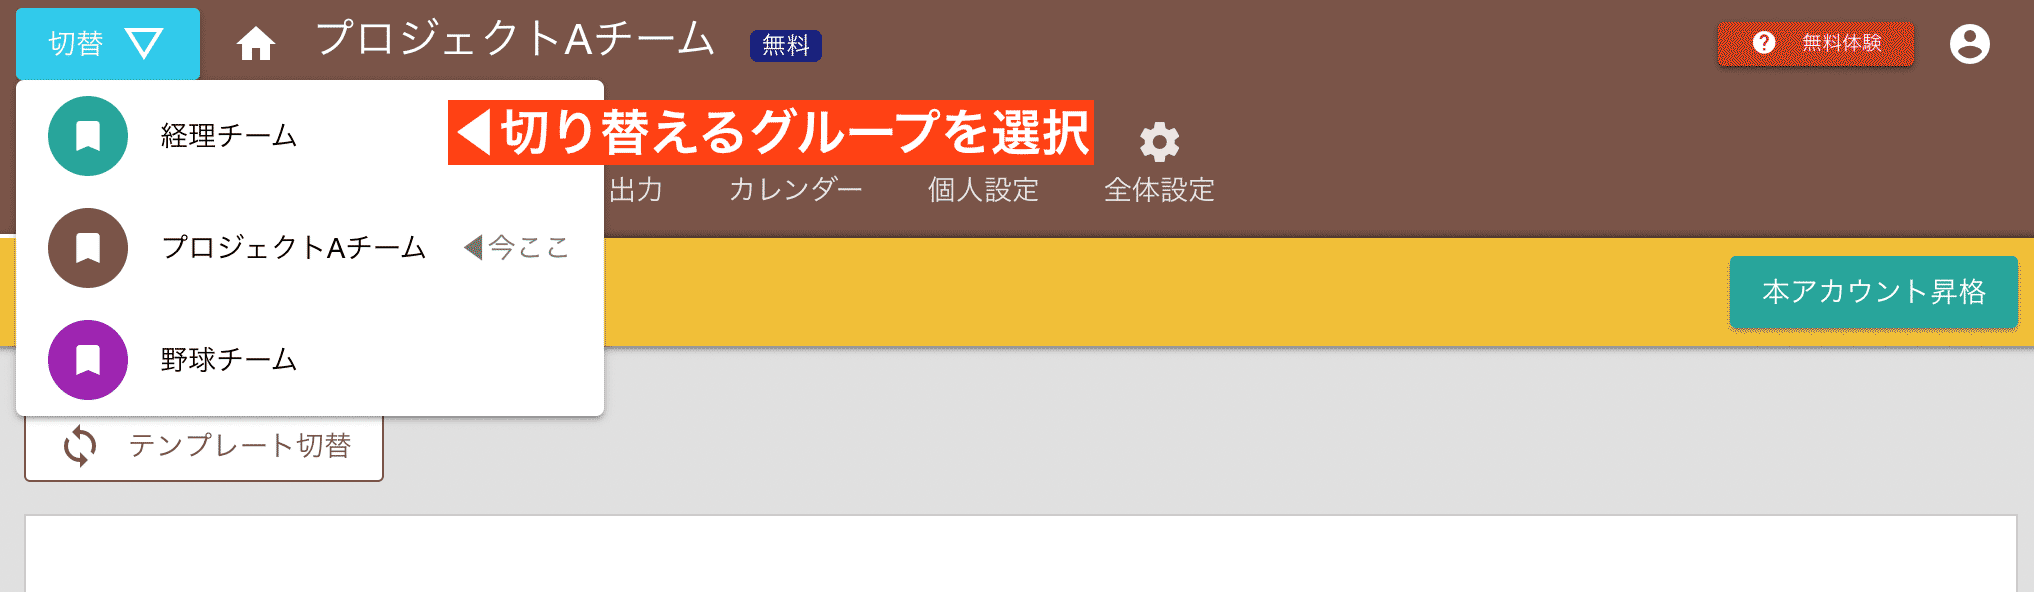 切替 ▽ プロジェクトAチーム 無料 ? 無料体験
経理チーム ◀切り替えるグループを選択
出力 カレンダー 個人設定 全体設定
プロジェクトAチーム ◀今ここ
本アカウント昇格
野球チーム
テンプレート切替